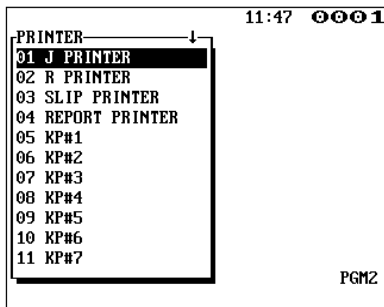 11:47 0001
PRINTER ↓
01 J PRINTER
02 R PRINTER
03 SLIP PRINTER
04 REPORT PRINTER
05 KP#1
06 KP#2
07 KP#3
08 KP#4
09 KP#5
10 KP#6
11 KP#7
PGM2